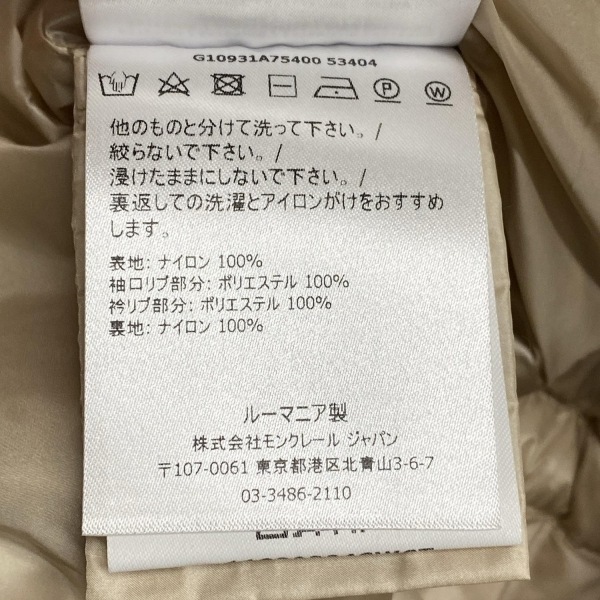 G10931A75400 53404
P
W
他のものと分けて洗って下さい。/
絞らないで下さい。/
浸けたままにしないで下さい。/
裏返しての洗濯とアイロンがけをおすすめ
します。
表地: ナイロン 100%
袖口リブ部分: ポリエステル 100%
衿リブ部分: ポリエステル 100%
裏地: ナイロン 100%
ルーマニア製
株式会社モンクレール ジャパン
〒107-0061 東京都港区北青山3-6-7
03-3486-2110